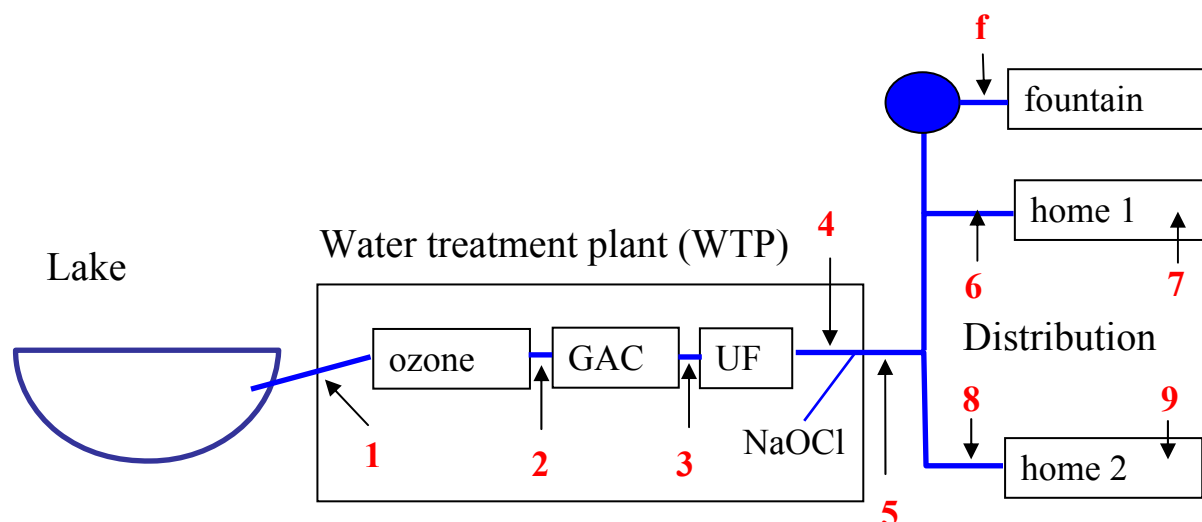 f
fountain
home 1
4
Water treatment plant (WTP)
Lake
6
7
Distribution
ozone
GAC
UF
8
9
NaOCl
1
2
3
home 2
5